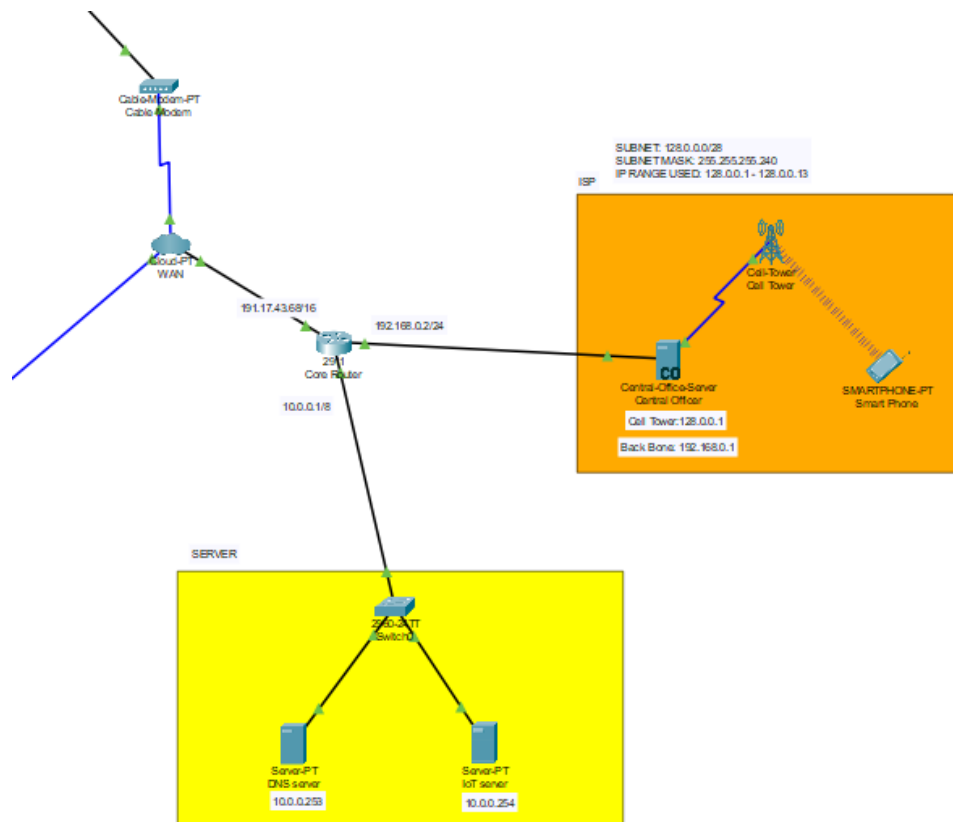 Cable-Modem-PT
Cable Modem
SUBNET: 128.0.0.0/28
SUBNET MASK: 255.255.255.240
IP RANGE USED: 128.0.0.1 - 128.0.0.13
ISP
Cloud-PT
WAN
Cell-Tower
Cell Tower
191.17.43.68/16
192.168.0.2/24
2911
Core Router
CO
Central-Office-Server
Central Officer
SMARTPHONE-PT
Smart Phone
10.0.0.1/8
Cell Tower:128.0.0.1
Back Bone: 192.168.0.1
SERVER
2960-24TT
Switch0
Server-PT
DNS server
Server-PT
IoT server
10.0.0.253
10.0.0.254